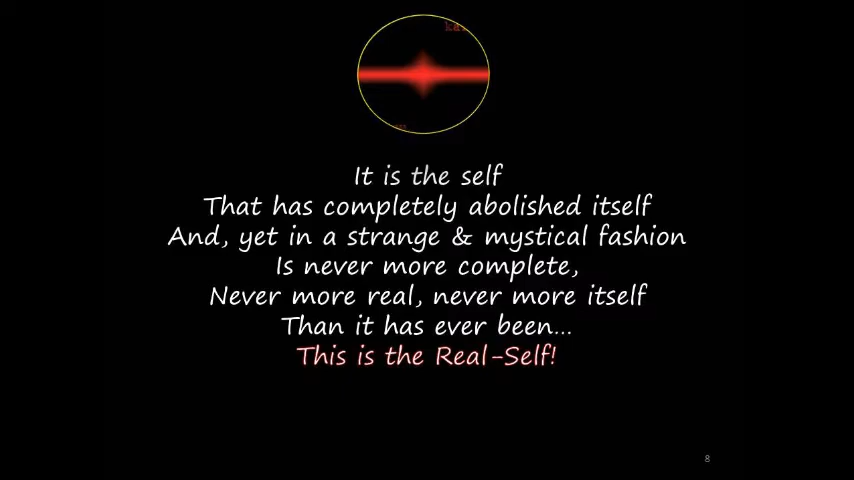 It is the self
That has completely abolished itself
And, yet in a strange & mystical fashion
Is never more complete,
Never more real, never more itself
Than it has ever been...
This is the Real-Self!
8